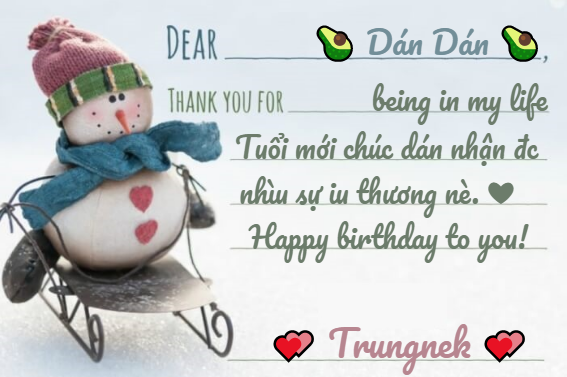 DEAR 🥑 Dán Dán 🥑,
THANK YOU FOR being in my life
Tuổi mới chúc dán nhận đc
nhìu sự iu thương nè. ♥
Happy birthday to you!
💕 Trungnek 💕